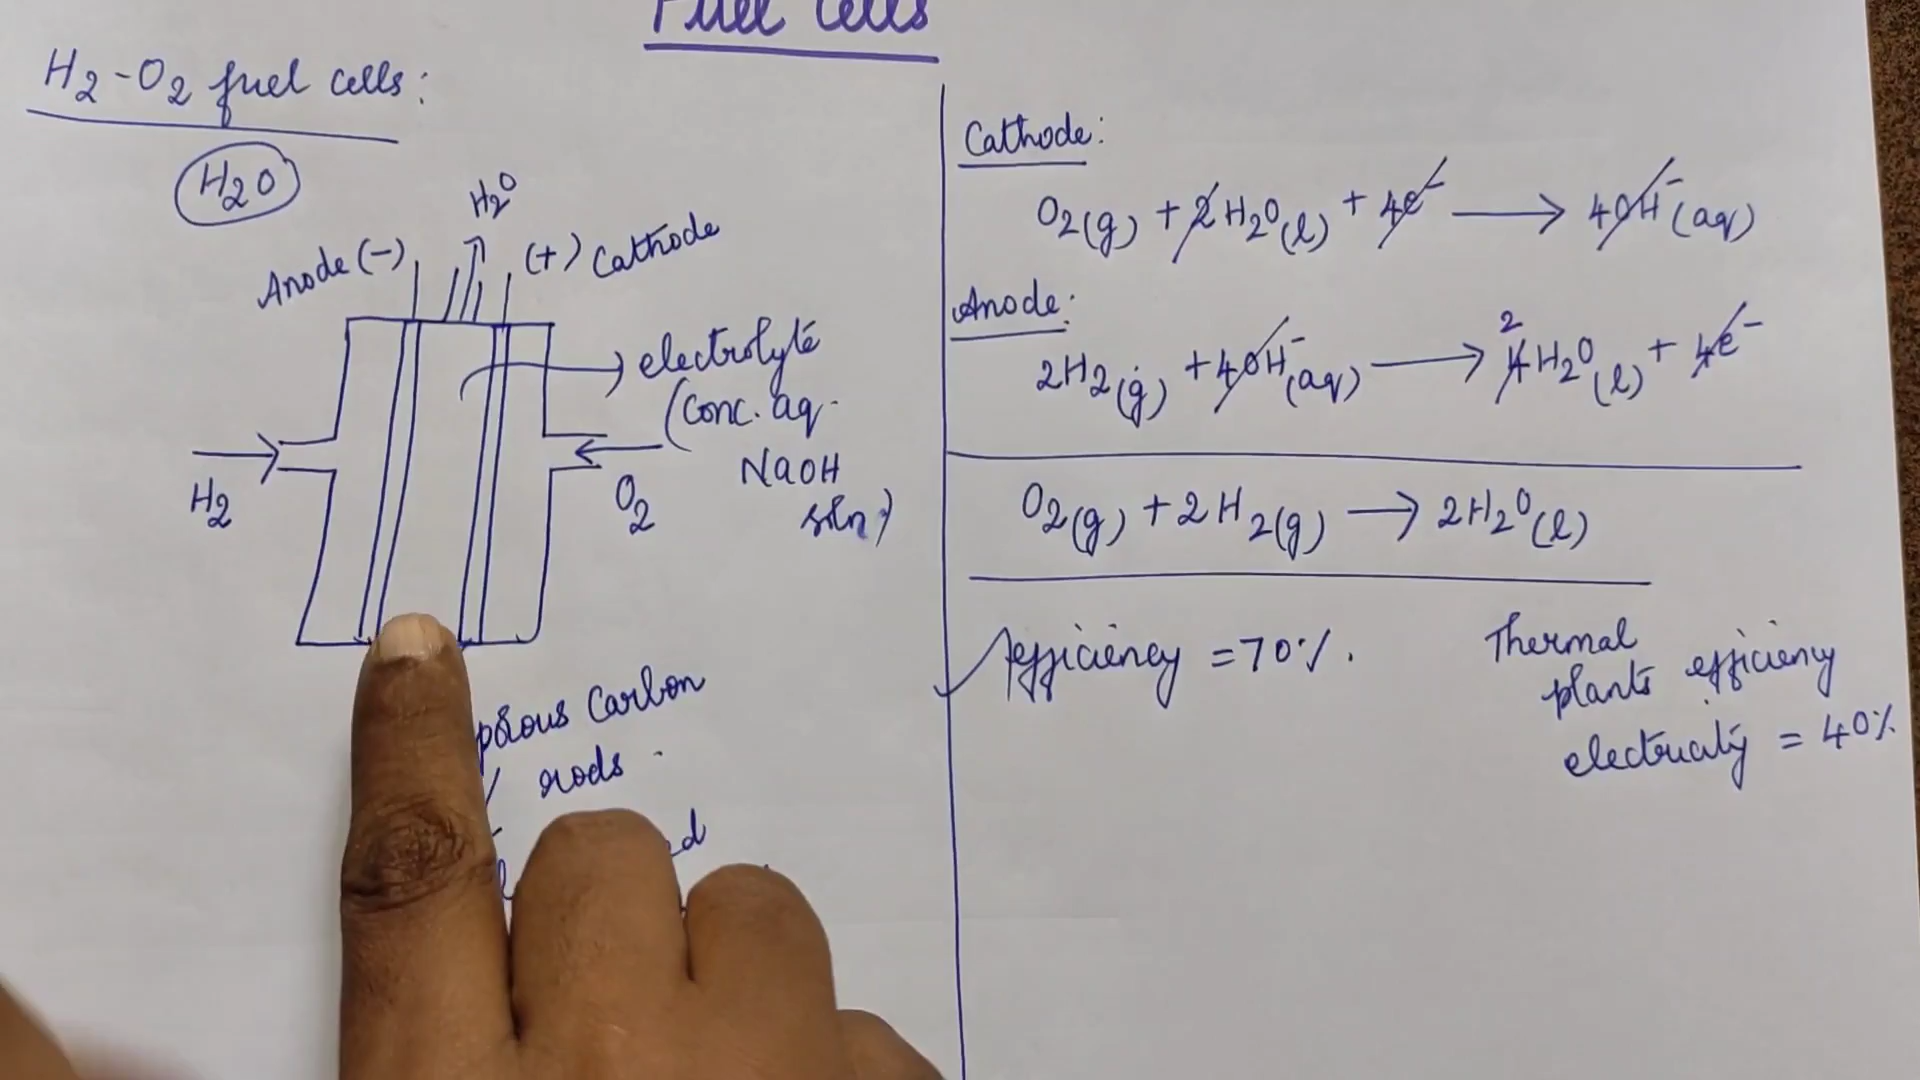 Fuel cells
H2-O2 fuel cells:
H2O
H2O
Anode (-)
(+) Cathode
electrolyte
(Conc. aq.
NaOH
soln)
H2
O2
porous Carbon
rods.
Cathode:
O2(g) + 2H2O(l) + 4e- → 4OH-(aq)
Anode:
2H2(g) + 4OH-(aq) → 2
4H2O(l) + 4e-
O2(g) + 2H2(g) → 2H2O(l)
efficiency = 70%.
Thermal
plants efficiency
electricity = 40%